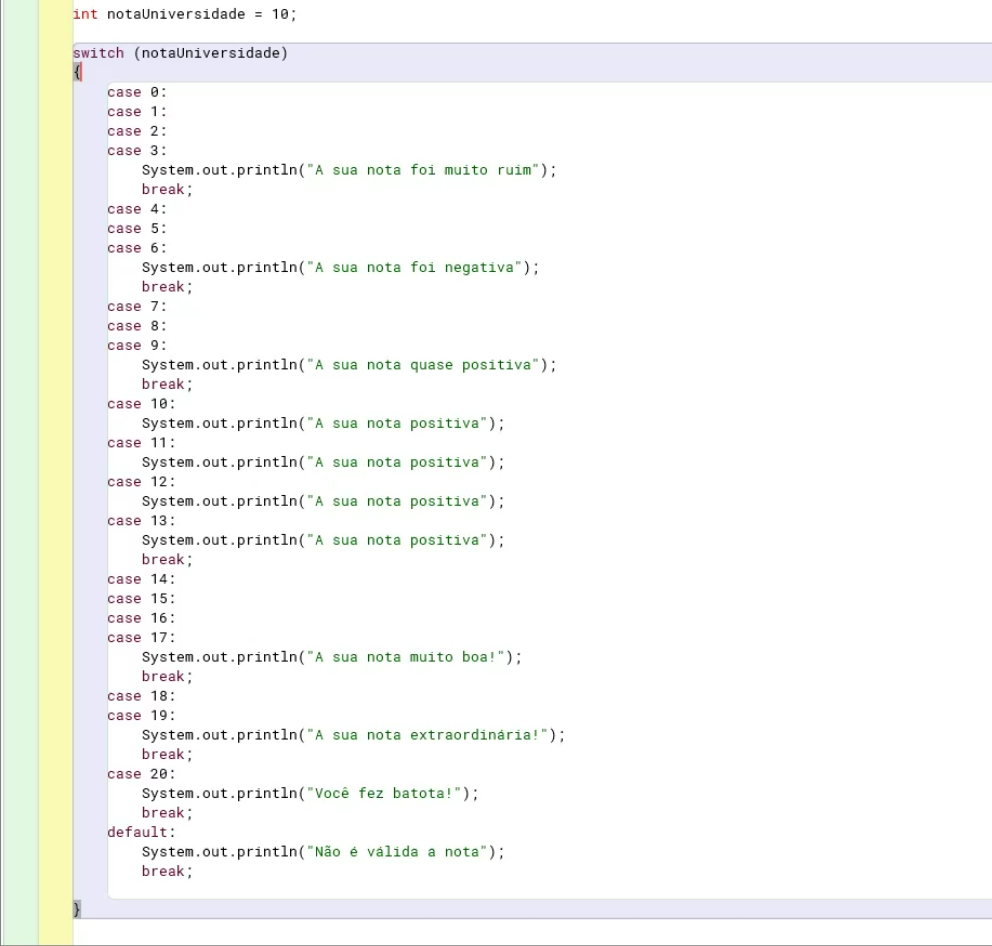 int notaUniversidade = 10;
switch (notaUniversidade)
{
case 0:
case 1:
case 2:
case 3:
System.out.println("A sua nota foi muito ruim");
break;
case 4:
case 5:
case 6:
System.out.println("A sua nota foi negativa");
break;
case 7:
case 8:
case 9:
System.out.println("A sua nota quase positiva");
break;
case 10:
System.out.println("A sua nota positiva");
case 11:
System.out.println("A sua nota positiva");
case 12:
System.out.println("A sua nota positiva");
case 13:
System.out.println("A sua nota positiva");
break;
case 14:
case 15:
case 16:
case 17:
System.out.println("A sua nota muito boa!");
break;
case 18:
case 19:
System.out.println("A sua nota extraordinária!");
break;
case 20:
System.out.println("Você fez batota!");
break;
default:
System.out.println("Não é válida a nota");
break;
}